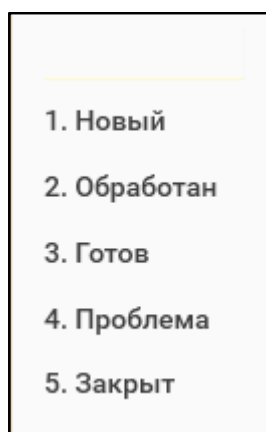 1. Новый
2. Обработан
3. Готов
4. Проблема
5. Закрыт